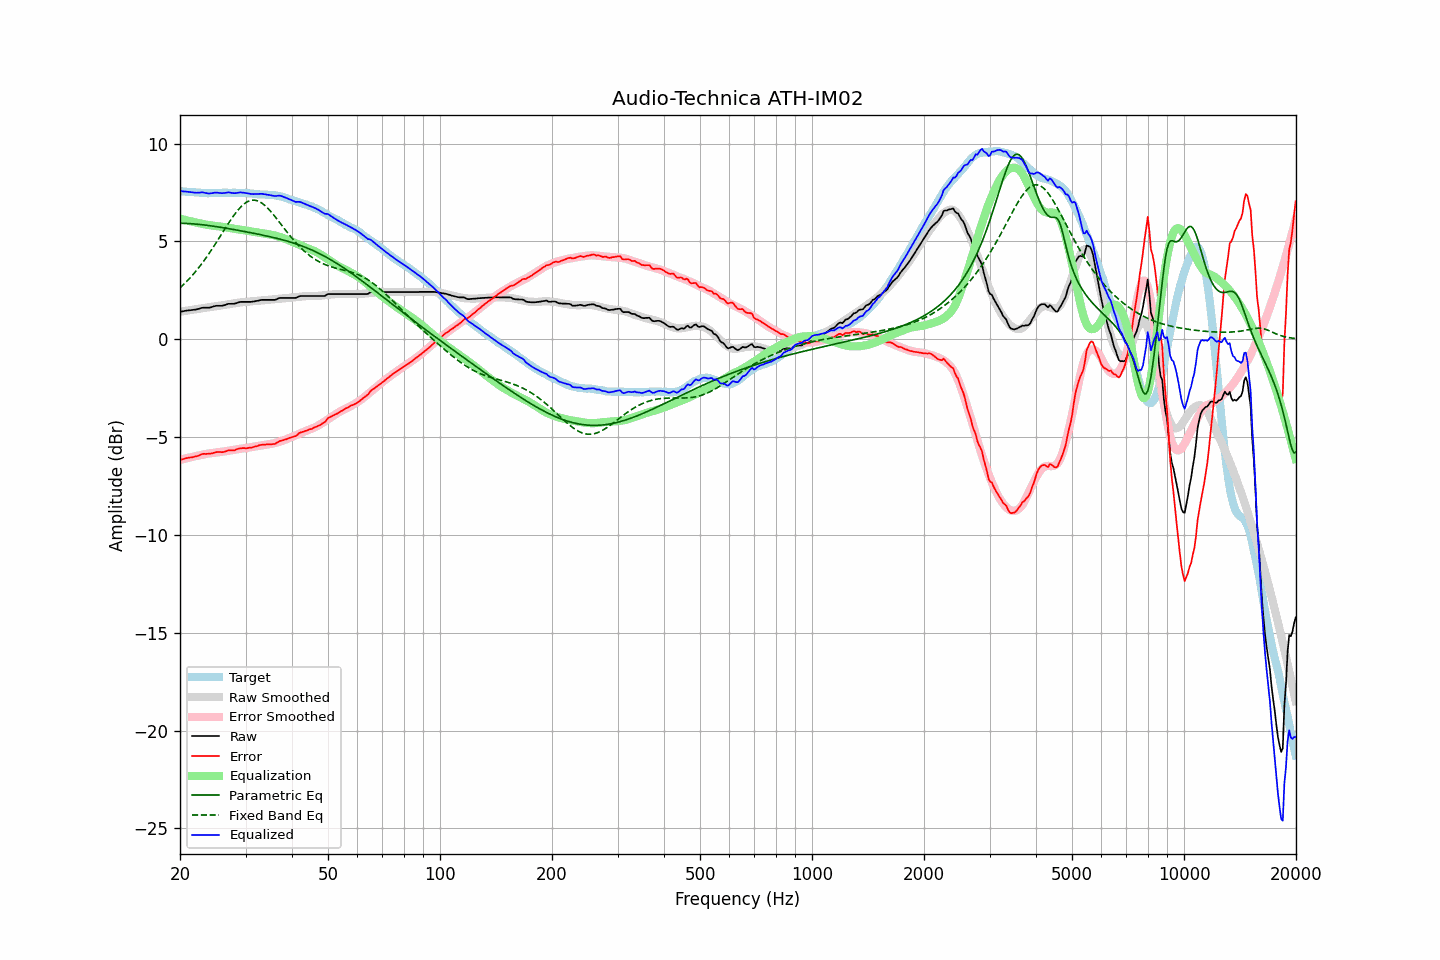 Audio-Technica ATH-IM02
Amplitude (dBr)
10
5
0
−5
−10
−15
−20
−25
Target
Raw Smoothed
Error Smoothed
Raw
Error
Equalization
Parametric Eq
Fixed Band Eq
Equalized
20 50 100 200 500 1000 2000 5000 10000 20000
Frequency (Hz)